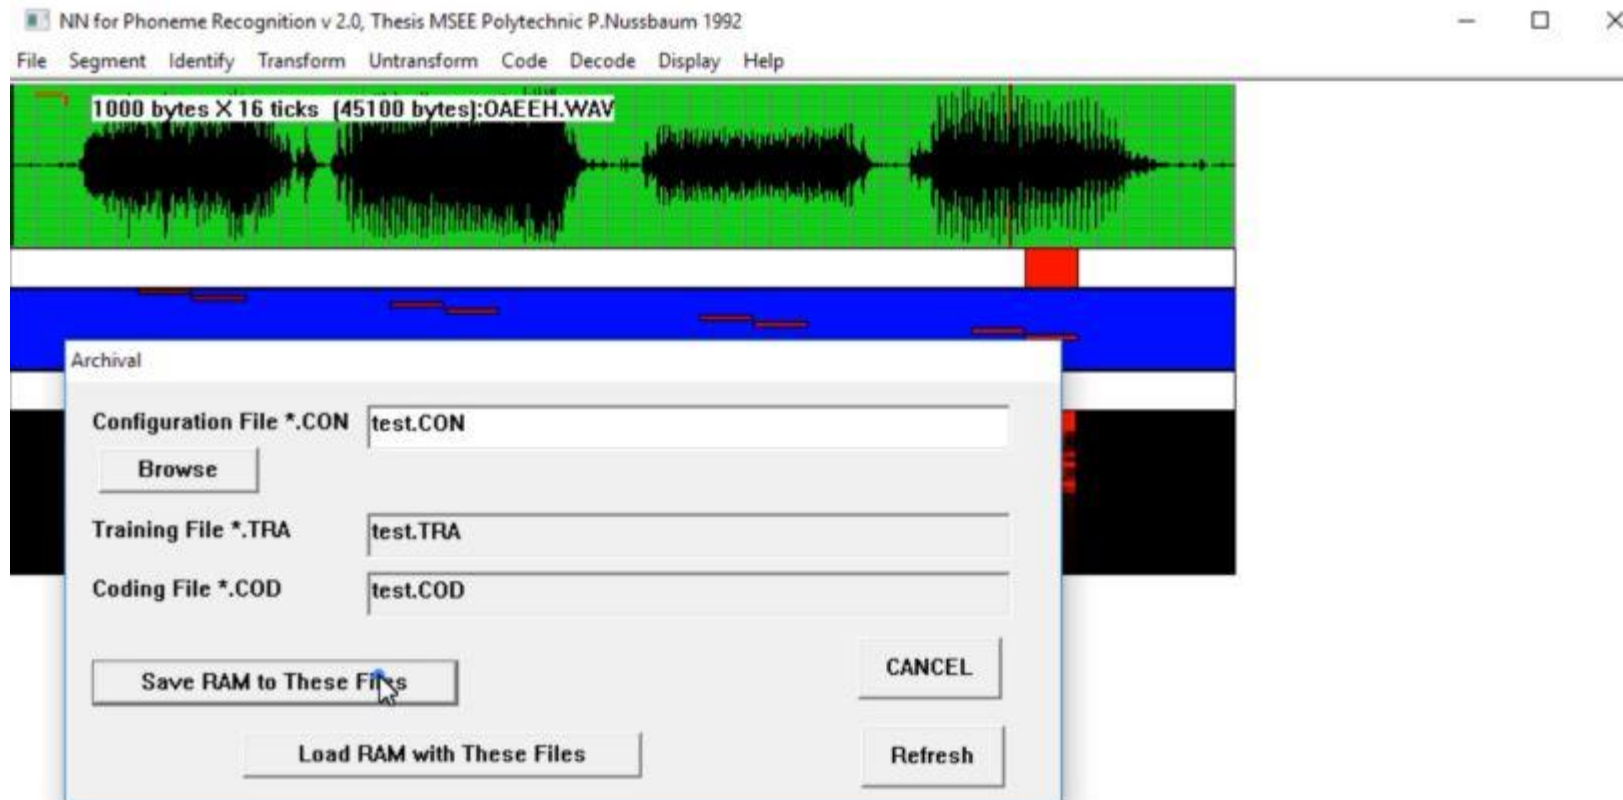 NN for Phoneme Recognition v 2.0, Thesis MSEE Polytechnic P.Nussbaum 1992
File Segment Identify Transform Untransform Code Decode Display Help
1000 bytes X 16 ticks (45100 bytes):OAEEH.WAV
Archival
Configuration File *.CON test.CON
Browse
Training File *.TRA test.TRA
Coding File *.COD test.COD
Save RAM to These Files
CANCEL
Load RAM with These Files
Refresh